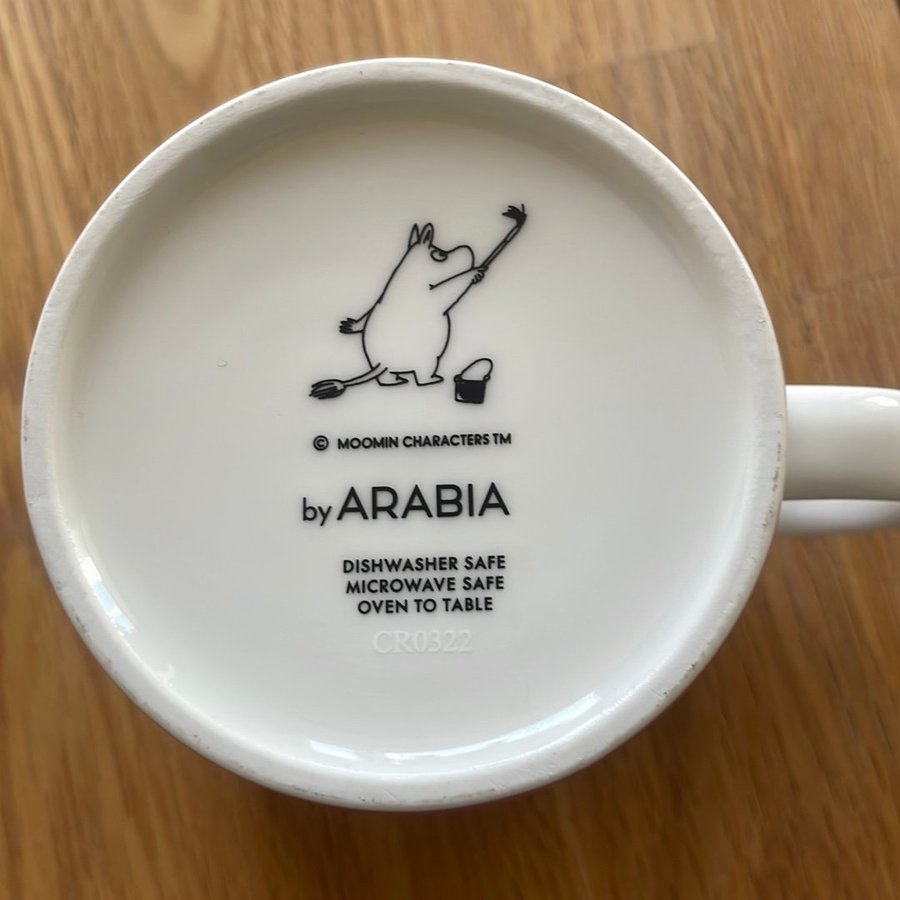 © MOOMIN CHARACTERS TM
by ARABIA
DISHWASHER SAFE
MICROWAVE SAFE
OVEN TO TABLE
CR0322